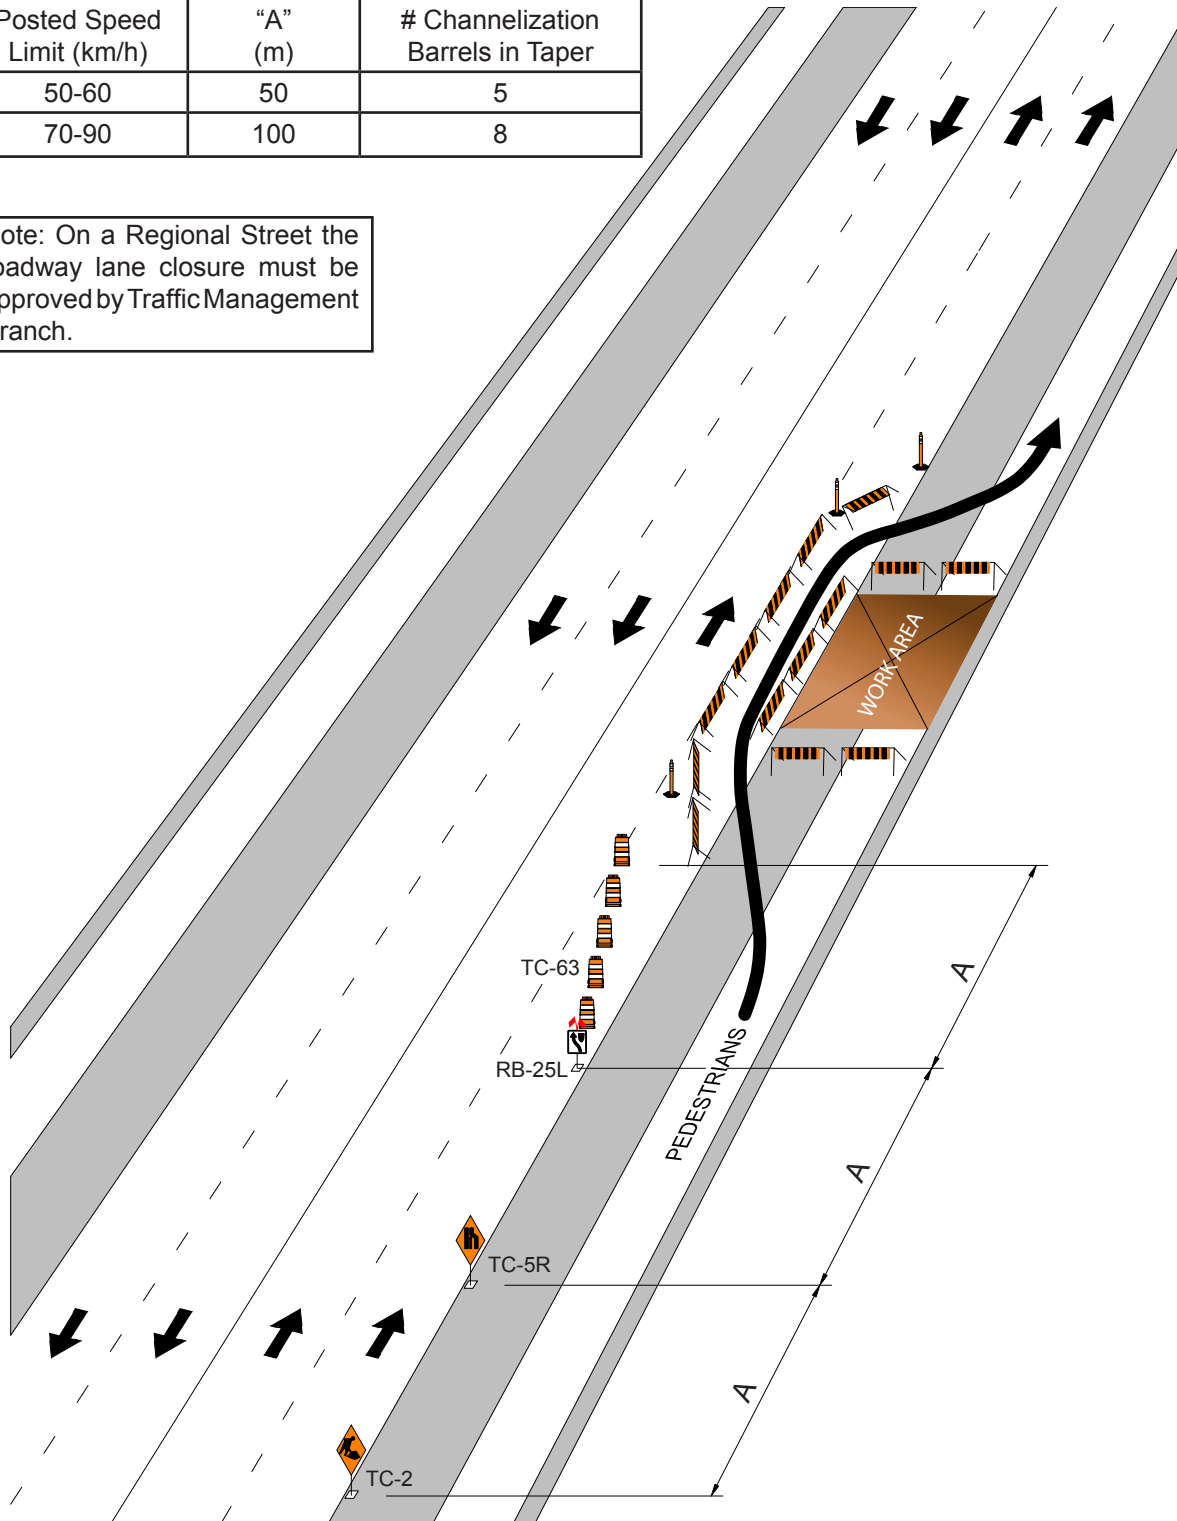 Posted Speed
Limit (km/h)
“A”
(m)
# Channelization
Barrels in Taper
50-60
50
5
70-90
100
8
ote: On a Regional Street the
oadway lane closure must be
pproved by Traffic Management
ranch.
WORK AREA
TC-63
A
RB-25L
PEDESTRIANS
A
TC-5R
A
TC-2